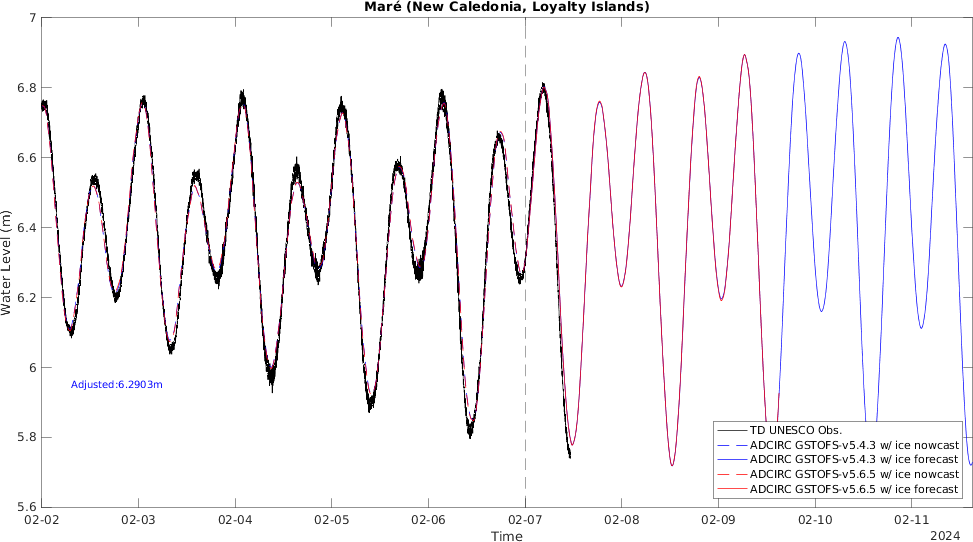 Maré (New Caledonia, Loyalty Islands)
7
6.8
6.6
6.4
6.2
6
5.8
5.6
Water Level (m)
Adjusted:6.2903m
TD UNESCO Obs.
ADCIRC GSTOFS-v5.4.3 w/ ice nowcast
ADCIRC GSTOFS-v5.4.3 w/ ice forecast
ADCIRC GSTOFS-v5.6.5 w/ ice nowcast
ADCIRC GSTOFS-v5.6.5 w/ ice forecast
02-02 02-03 02-04 02-05 02-06 02-07 02-08 02-09 02-10 02-11
Time
2024